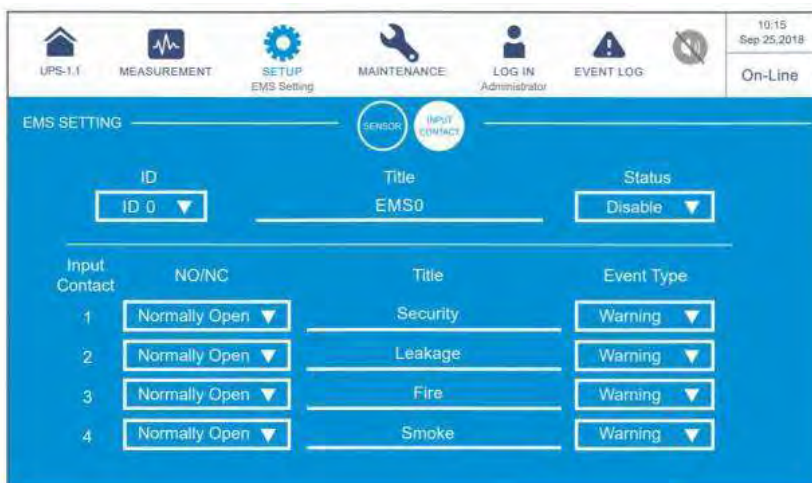 10:15
Sep 25,2018
UPS-1.1
MEASUREMENT
SETUP
EMS Setting
MAINTENANCE
LOG IN
Administrator
EVENT LOG
On-Line
EMS SETTING
SENSOR
INPUT
CONTACT
ID
Title
Status
ID 0
EMS0
Disable
Input
Contact
NO/NC
Title
Event Type
1
Normally Open
Security
Warning
2
Normally Open
Leakage
Warning
3
Normally Open
Fire
Warning
4
Normally Open
Smoke
Warning